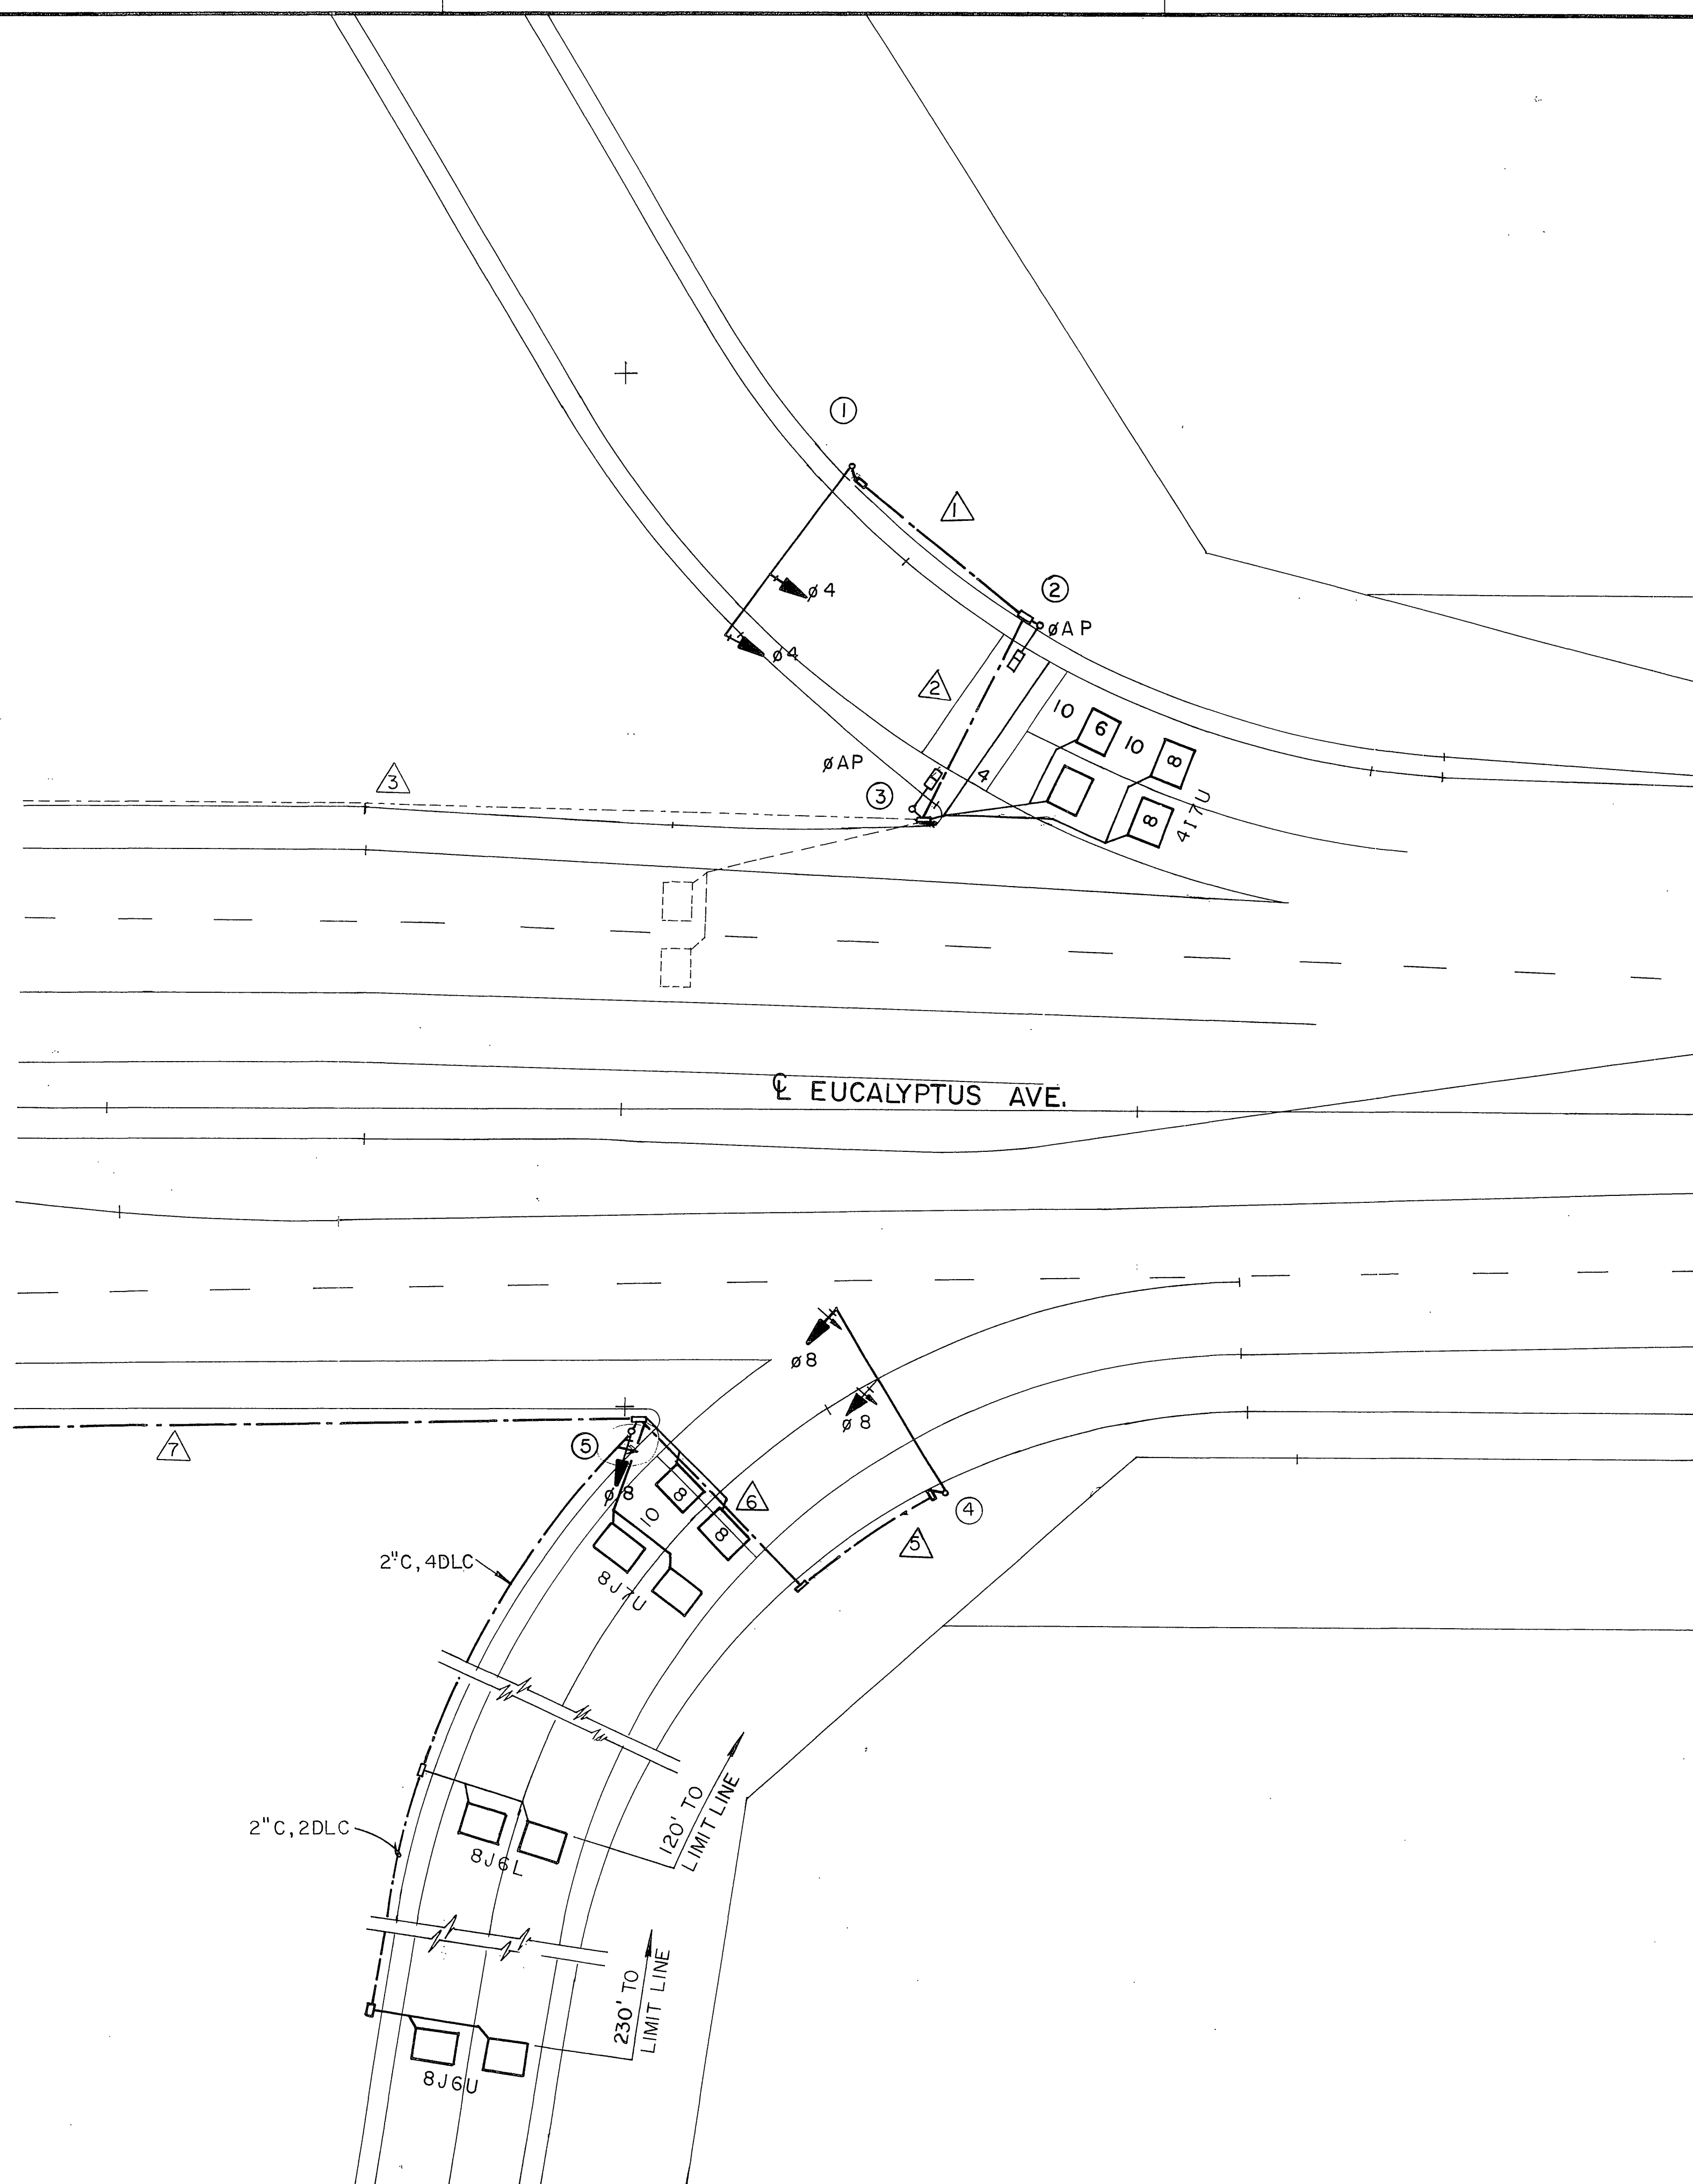 1
1
2
ø4
øAP
ø4
2
10
6
10
8
øAP
3
4
3
8
4I7U
℄ EUCALYPTUS AVE.
ø8
ø8
7
5
ø8
8
6
4
10
8
5
2"C,4DLC
8J7U
120' TO
LIMIT LINE
2"C,2DLC
8J6L
230' TO
LIMIT LINE
8J6U